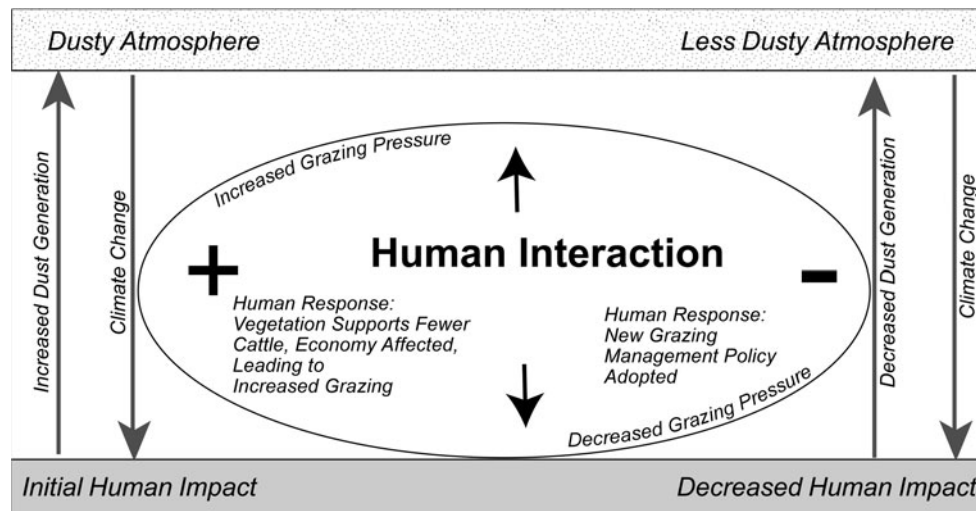 Dusty Atmosphere
Less Dusty Atmosphere
Increased Dust Generation
Climate Change
Increased Grazing Pressure
+
Human Interaction
-
Human Response:
Vegetation Supports Fewer
Cattle, Economy Affected,
Leading to
Increased Grazing
Human Response:
New Grazing
Management Policy
Adopted
Decreased Grazing Pressure
Decreased Dust Generation
Climate Change
Initial Human Impact
Decreased Human Impact